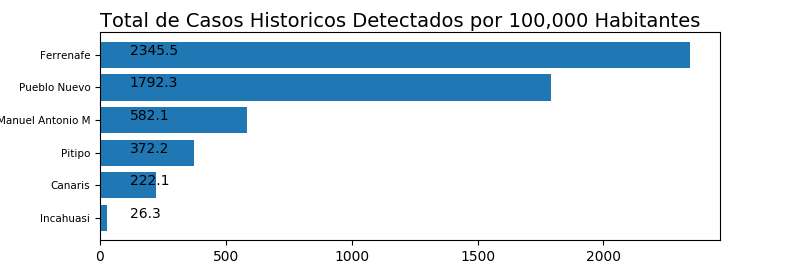 Total de Casos Historicos Detectados por 100,000 Habitantes
Ferrenafe 2345.5
Pueblo Nuevo 1792.3
Manuel Antonio M 582.1
Pitipo 372.2
Canaris 222.1
Incahuasi 26.3
0 500 1000 1500 2000